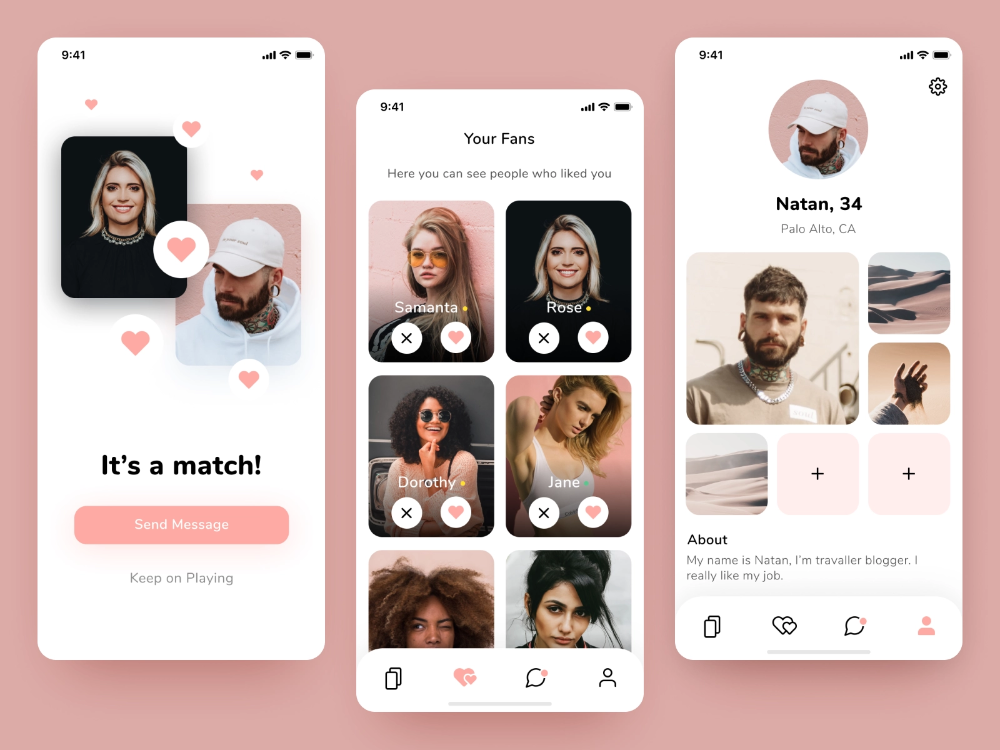 9:41
It's a match!
Send Message
Keep on Playing
9:41
Your Fans
Here you can see people who liked you
Samanta
Rose
Dorothy
Jane
9:41
Natan, 34
Palo Alto, CA
About
My name is Natan, I'm travaller blogger. I
really like my job.